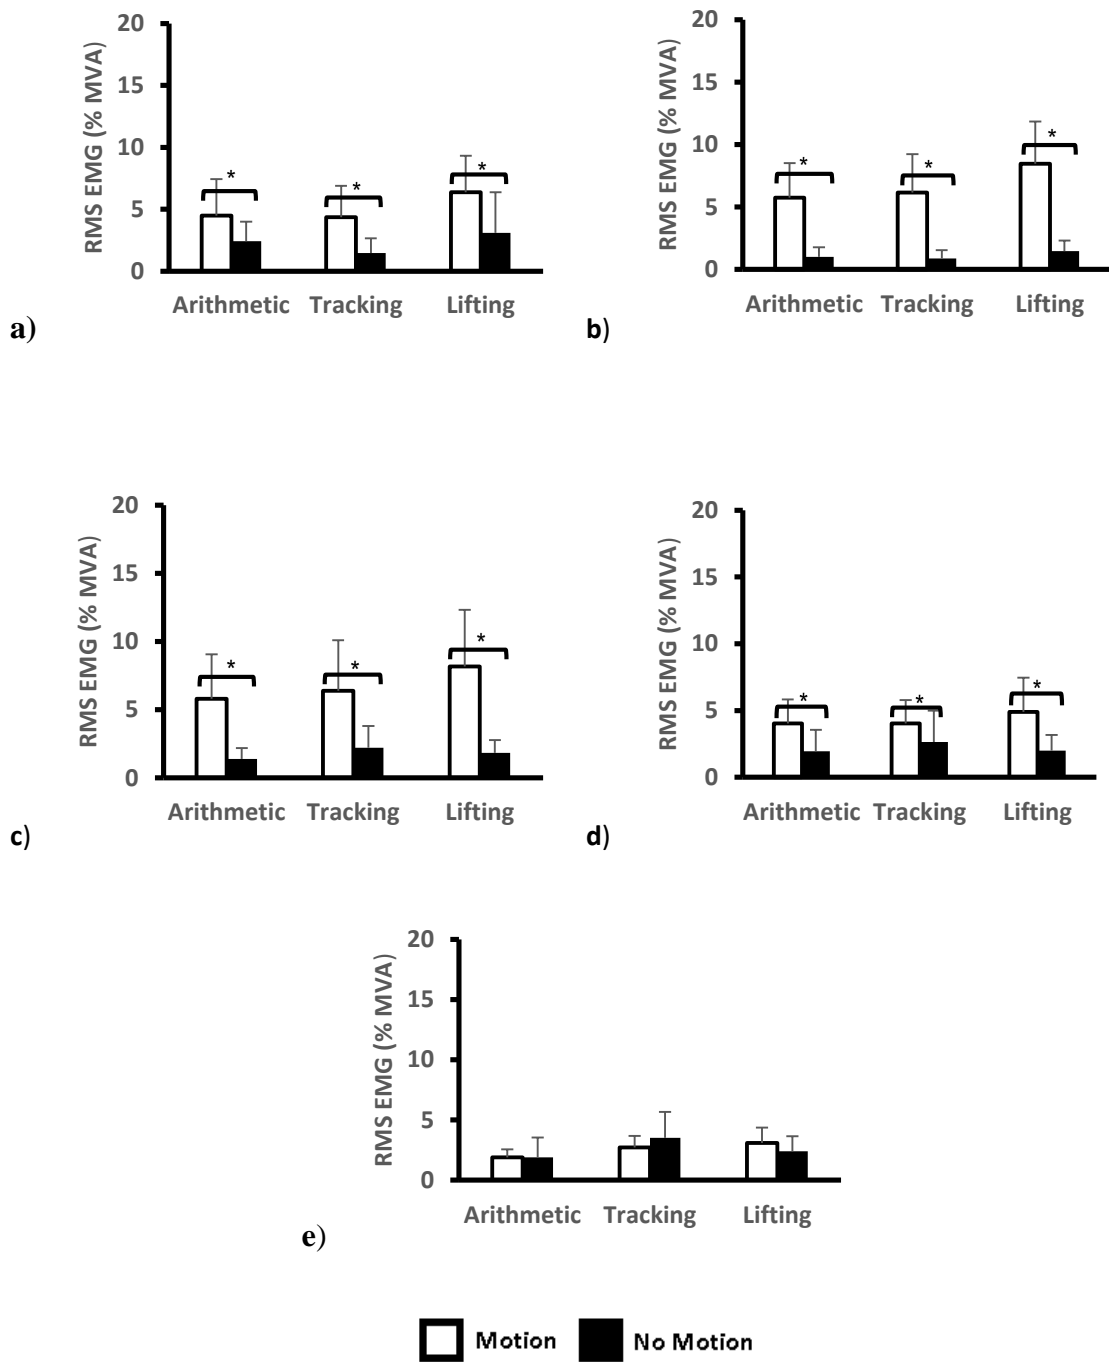 20
15
10
5
0
RMS EMG (% MVA)
* * *
Arithmetic Tracking Lifting
a)
20
15
10
5
0
RMS EMG (% MVA)
* * *
Arithmetic Tracking Lifting
b)
20
15
10
5
0
RMS EMG (% MVA)
* * *
Arithmetic Tracking Lifting
c)
20
15
10
5
0
RMS EMG (% MVA)
* * *
Arithmetic Tracking Lifting
d)
20
15
10
5
0
RMS EMG (% MVA)
Arithmetic Tracking Lifting
e)
Motion No Motion